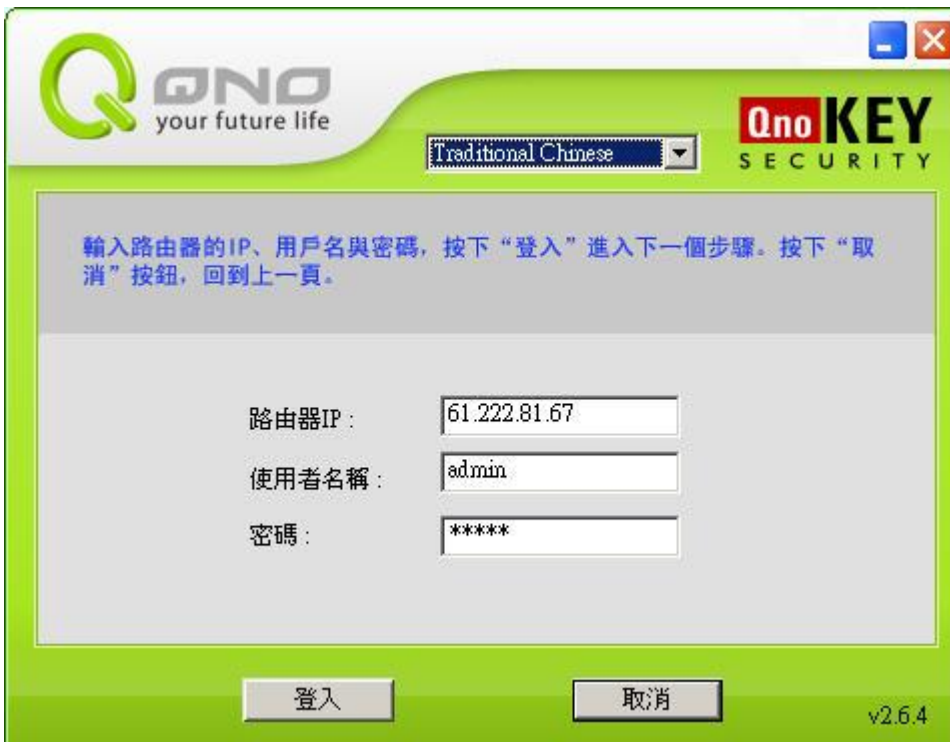 QNO
your future life
Qno KEY
SECURITY
Traditional Chinese
輸入路由器的IP、用戶名與密碼，按下“登入”進入下一個步驟。按下“取
消”按鈕，回到上一頁。
路由器IP :
61.222.81.67
使用者名稱 :
admin
密碼 :
*****
登入
取消
v2.6.4